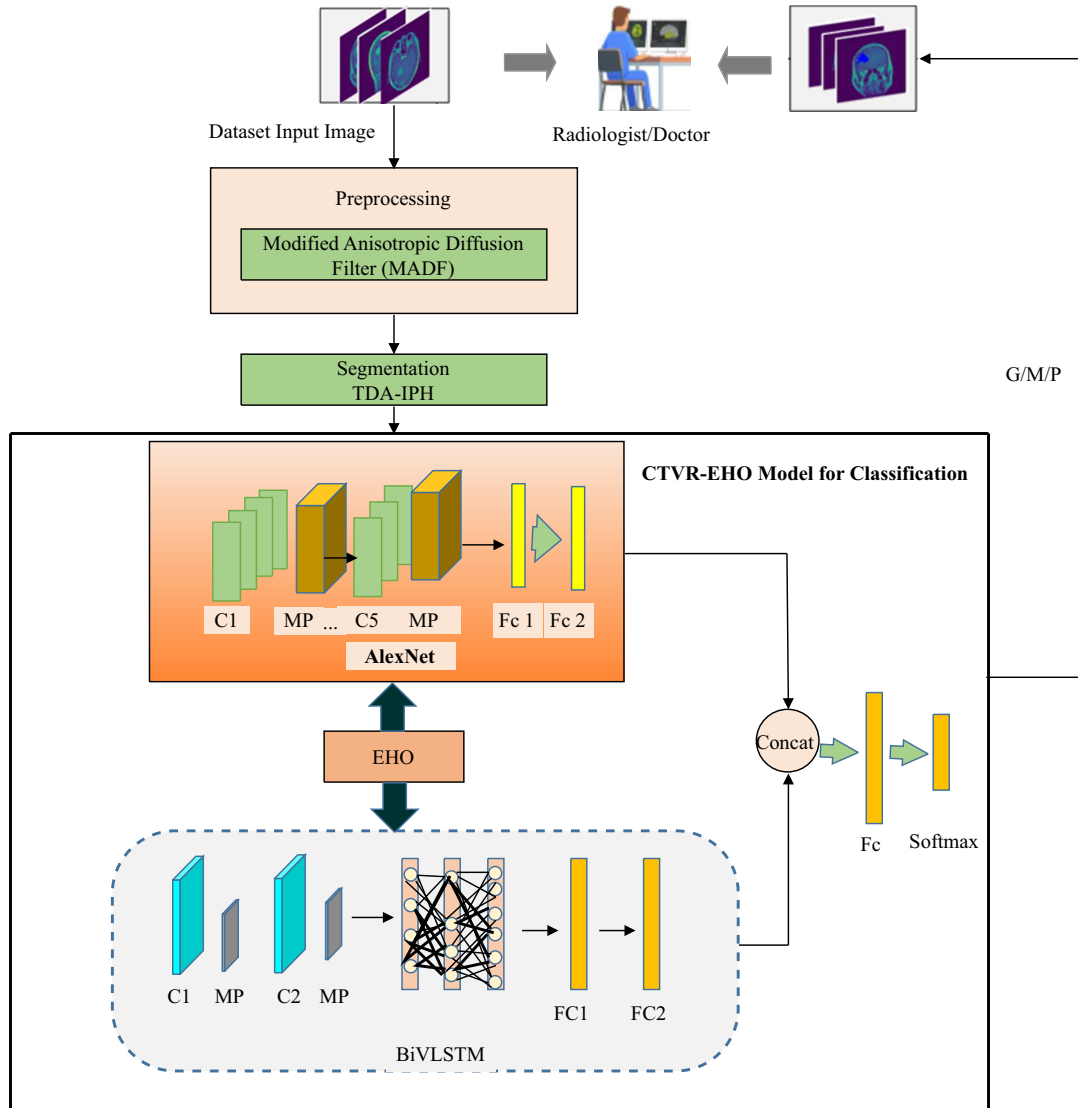 Dataset Input Image
Radiologist/Doctor
Preprocessing
Modified Anisotropic Diffusion
Filter (MADF)
Segmentation
TDA-IPH
G/M/P
CTVR-EHO Model for Classification
C1
MP
...
C5
MP
Fc 1
Fc 2
AlexNet
EHO
Concat
Fc
Softmax
C1
MP
C2
MP
FC1
FC2
BiVLSTM